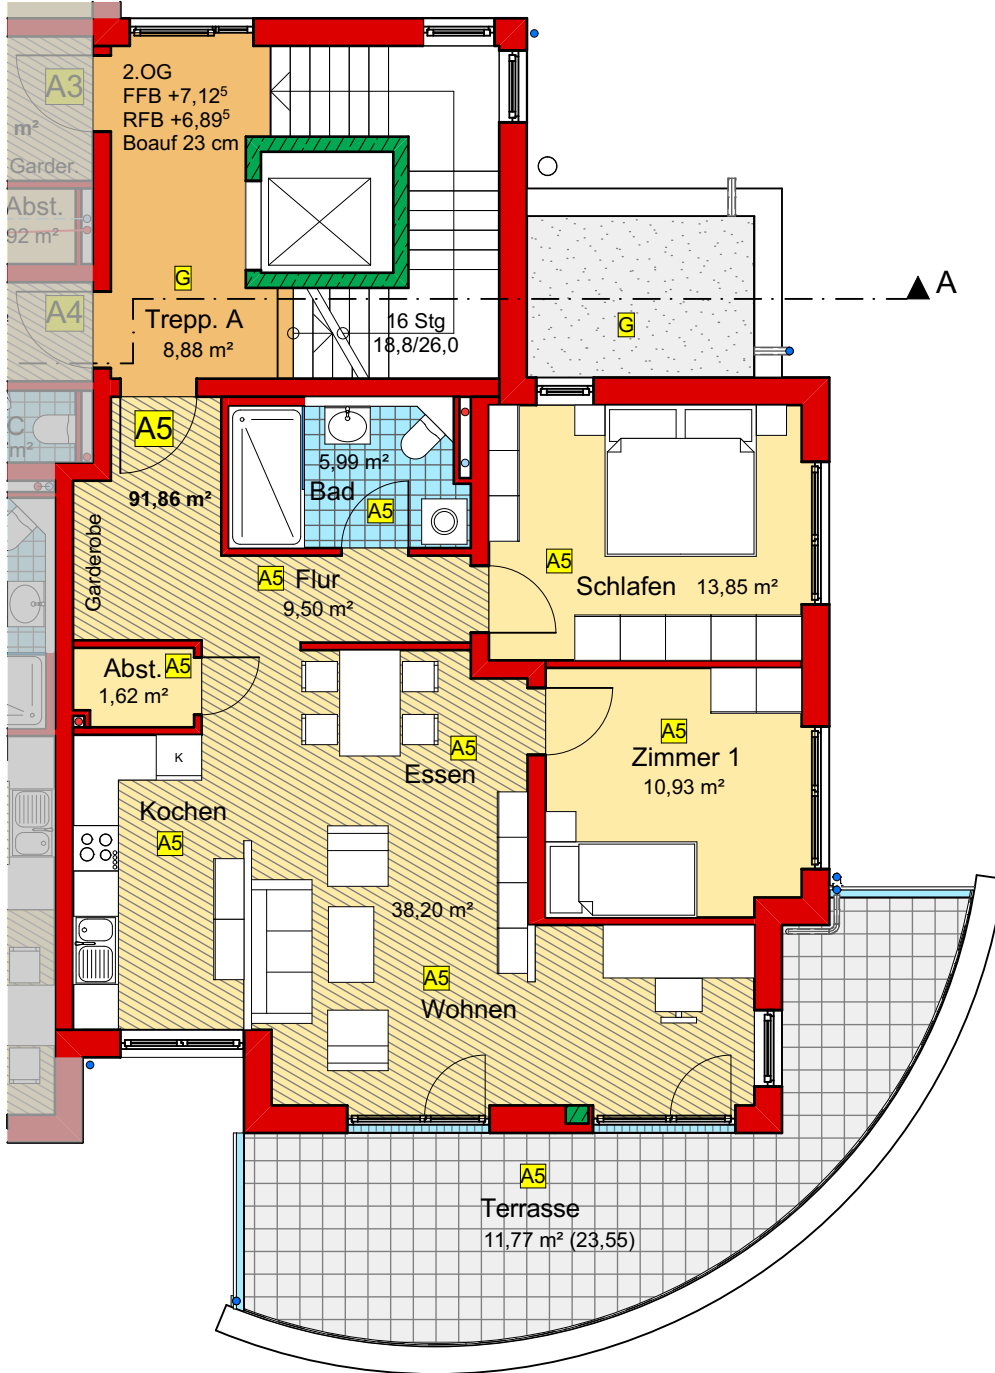 A3
2.OG
FFB +7,12⁵
RFB +6,89⁵
Boauf 23 cm
m²
Garder.
Abst.
92 m²
G
A
A4
Trepp. A
8,88 m²
16 Stg
18,8/26,0
G
A5
C
m²
5,99 m²
Bad
A5
91,86 m²
Garderobe
A5
Flur
9,50 m²
A5
Schlafen
13,85 m²
Abst.
A5
1,62 m²
K
A5
Essen
A5
Zimmer 1
10,93 m²
Kochen
A5
38,20 m²
A5
Wohnen
A5
Terrasse
11,77 m² (23,55)